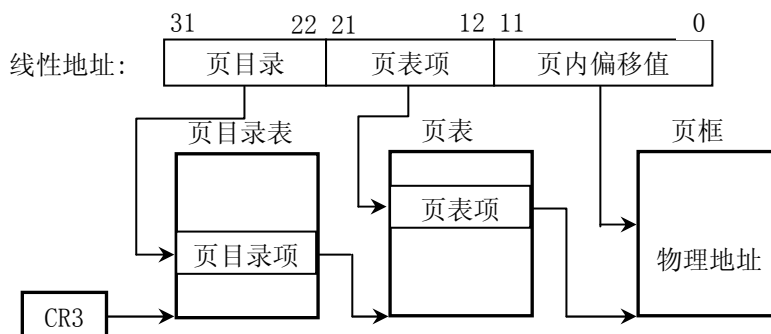 31 22 21 12 11 0
线性地址: 页目录 页表项 页内偏移值
页目录表 页表 页框
页表项
页目录项 物理地址
CR3